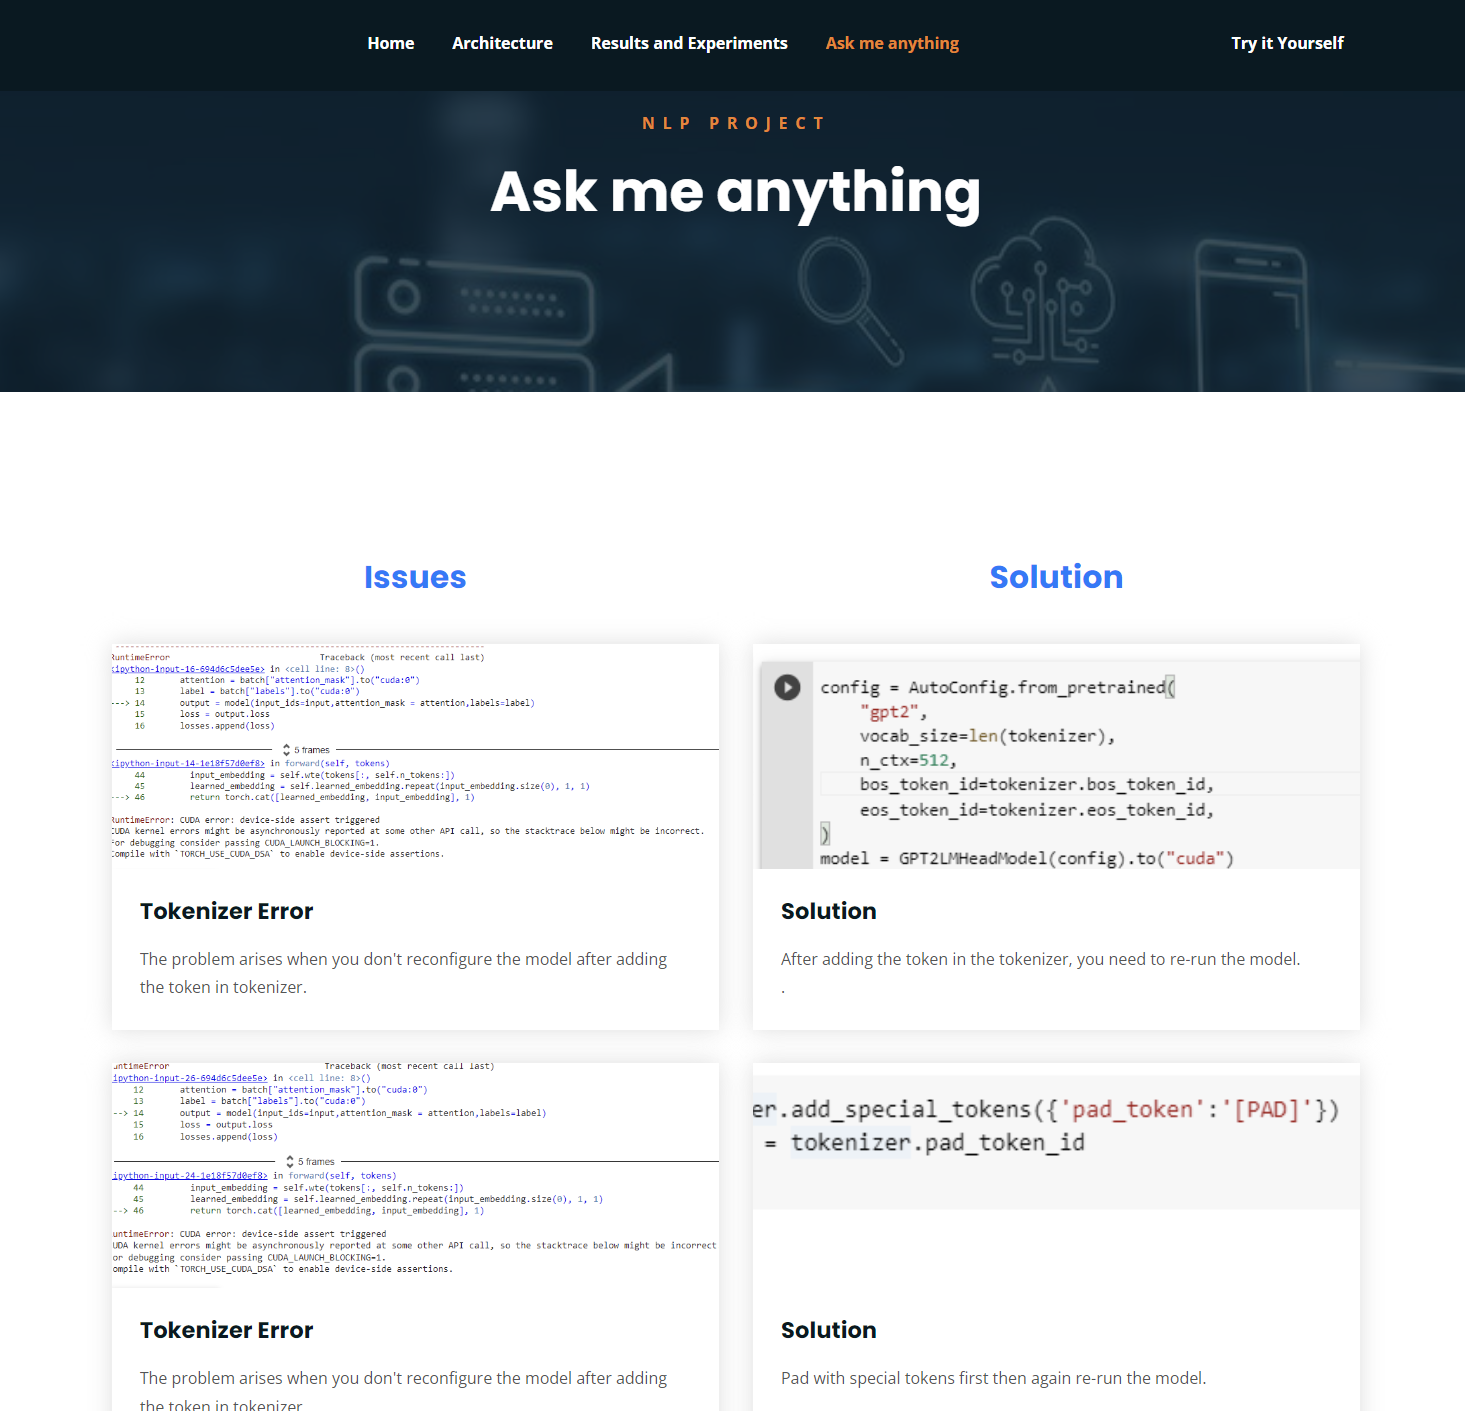 Home Architecture Results and Experiments Ask me anything Try it Yourself
NLP PROJECT
Ask me anything
Issues
Solution
RuntimeError Traceback (most recent call last)
<ipython-input-16-694d6c5dee5e> in <cell line: 8>()
12 attention = batch["attention_mask"].to("cuda:0")
13 label = batch["labels"].to("cuda:0")
---> 14 output = model(input_ids=input,attention_mask = attention,labels=label)
15 loss = output.loss
16 losses.append(loss)
5 frames
<ipython-input-14-1e18f57d0ef8> in forward(self, tokens)
44 input_embedding = self.wte(tokens[:, self.n_tokens:])
45 learned_embedding = self.learned_embedding.repeat(input_embedding.size(0), 1, 1)
---> 46 return torch.cat([learned_embedding, input_embedding], 1)
RuntimeError: CUDA error: device-side assert triggered
CUDA kernel errors might be asynchronously reported at some other API call, so the stacktrace below might be incorrect.
For debugging consider passing CUDA_LAUNCH_BLOCKING=1.
Compile with `TORCH_USE_CUDA_DSA` to enable device-side assertions.
Tokenizer Error
The problem arises when you don't reconfigure the model after adding
the token in tokenizer.
config = AutoConfig.from_pretrained(
"gpt2",
vocab_size=len(tokenizer),
n_ctx=512,
bos_token_id=tokenizer.bos_token_id,
eos_token_id=tokenizer.eos_token_id,
)
model = GPT2LMHeadModel(config).to("cuda")
Solution
After adding the token in the tokenizer, you need to re-run the model.
.
untimeError Traceback (most recent call last)
ipython-input-26-694d6c5dee5e> in <cell line: 8>()
12 attention = batch["attention_mask"].to("cuda:0")
13 label = batch["labels"].to("cuda:0")
--> 14 output = model(input_ids=input,attention_mask = attention,labels=label)
15 loss = output.loss
16 losses.append(loss)
5 frames
ipython-input-24-1e18f57d0ef8> in forward(self, tokens)
44 input_embedding = self.wte(tokens[:, self.n_tokens:])
45 learned_embedding = self.learned_embedding.repeat(input_embedding.size(0), 1, 1)
--> 46 return torch.cat([learned_embedding, input_embedding], 1)
untimeError: CUDA error: device-side assert triggered
UDA kernel errors might be asynchronously reported at some other API call, so the stacktrace below might be incorrect
or debugging consider passing CUDA_LAUNCH_BLOCKING=1.
ompile with `TORCH_USE_CUDA_DSA` to enable device-side assertions.
Tokenizer Error
The problem arises when you don't reconfigure the model after adding
the token in tokenizer
er.add_special_tokens({'pad_token':'[PAD]'})
= tokenizer.pad_token_id
Solution
Pad with special tokens first then again re-run the model.